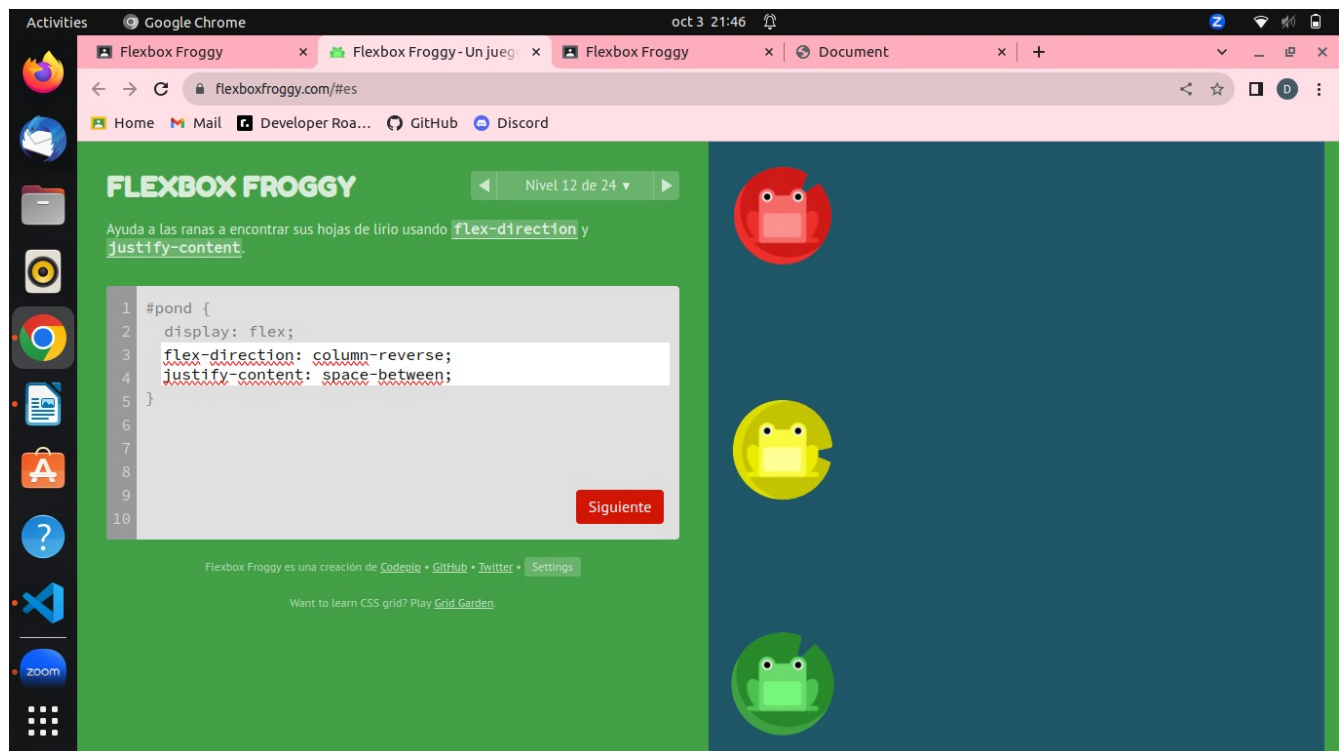 Activities Google Chrome oct 3 21:46 Z
Flexbox Froggy × Flexbox Froggy - Un jueg × Flexbox Froggy × Document × +
flexboxfroggy.com/#es D
Home Mail r. Developer Roa... GitHub Discord
FLEXBOX FROGGY
◀ Nivel 12 de 24 ▾ ▶
Ayuda a las ranas a encontrar sus hojas de lirio usando flex-direction y
justify-content.
1 #pond {
2 display: flex;
3 flex-direction: column-reverse;
4 justify-content: space-between;
5 }
6
7
8
9
10
Siguiente
Flexbox Froggy es una creación de Codepip • GitHub • Twitter • Settings
Want to learn CSS grid? Play Grid Garden.
zoom